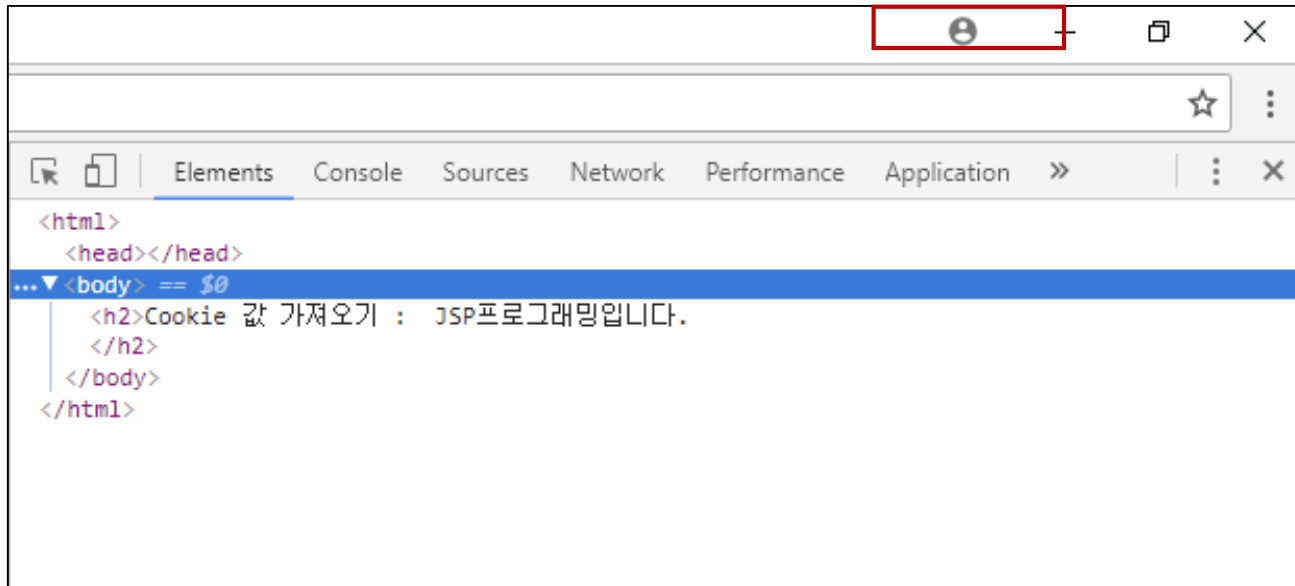 Elements Console Sources Network Performance Application »
<html>
<head></head>
...▼<body> == $0
<h2>Cookie 값 가져오기 :  JSP프로그래밍입니다.
</h2>
</body>
</html>